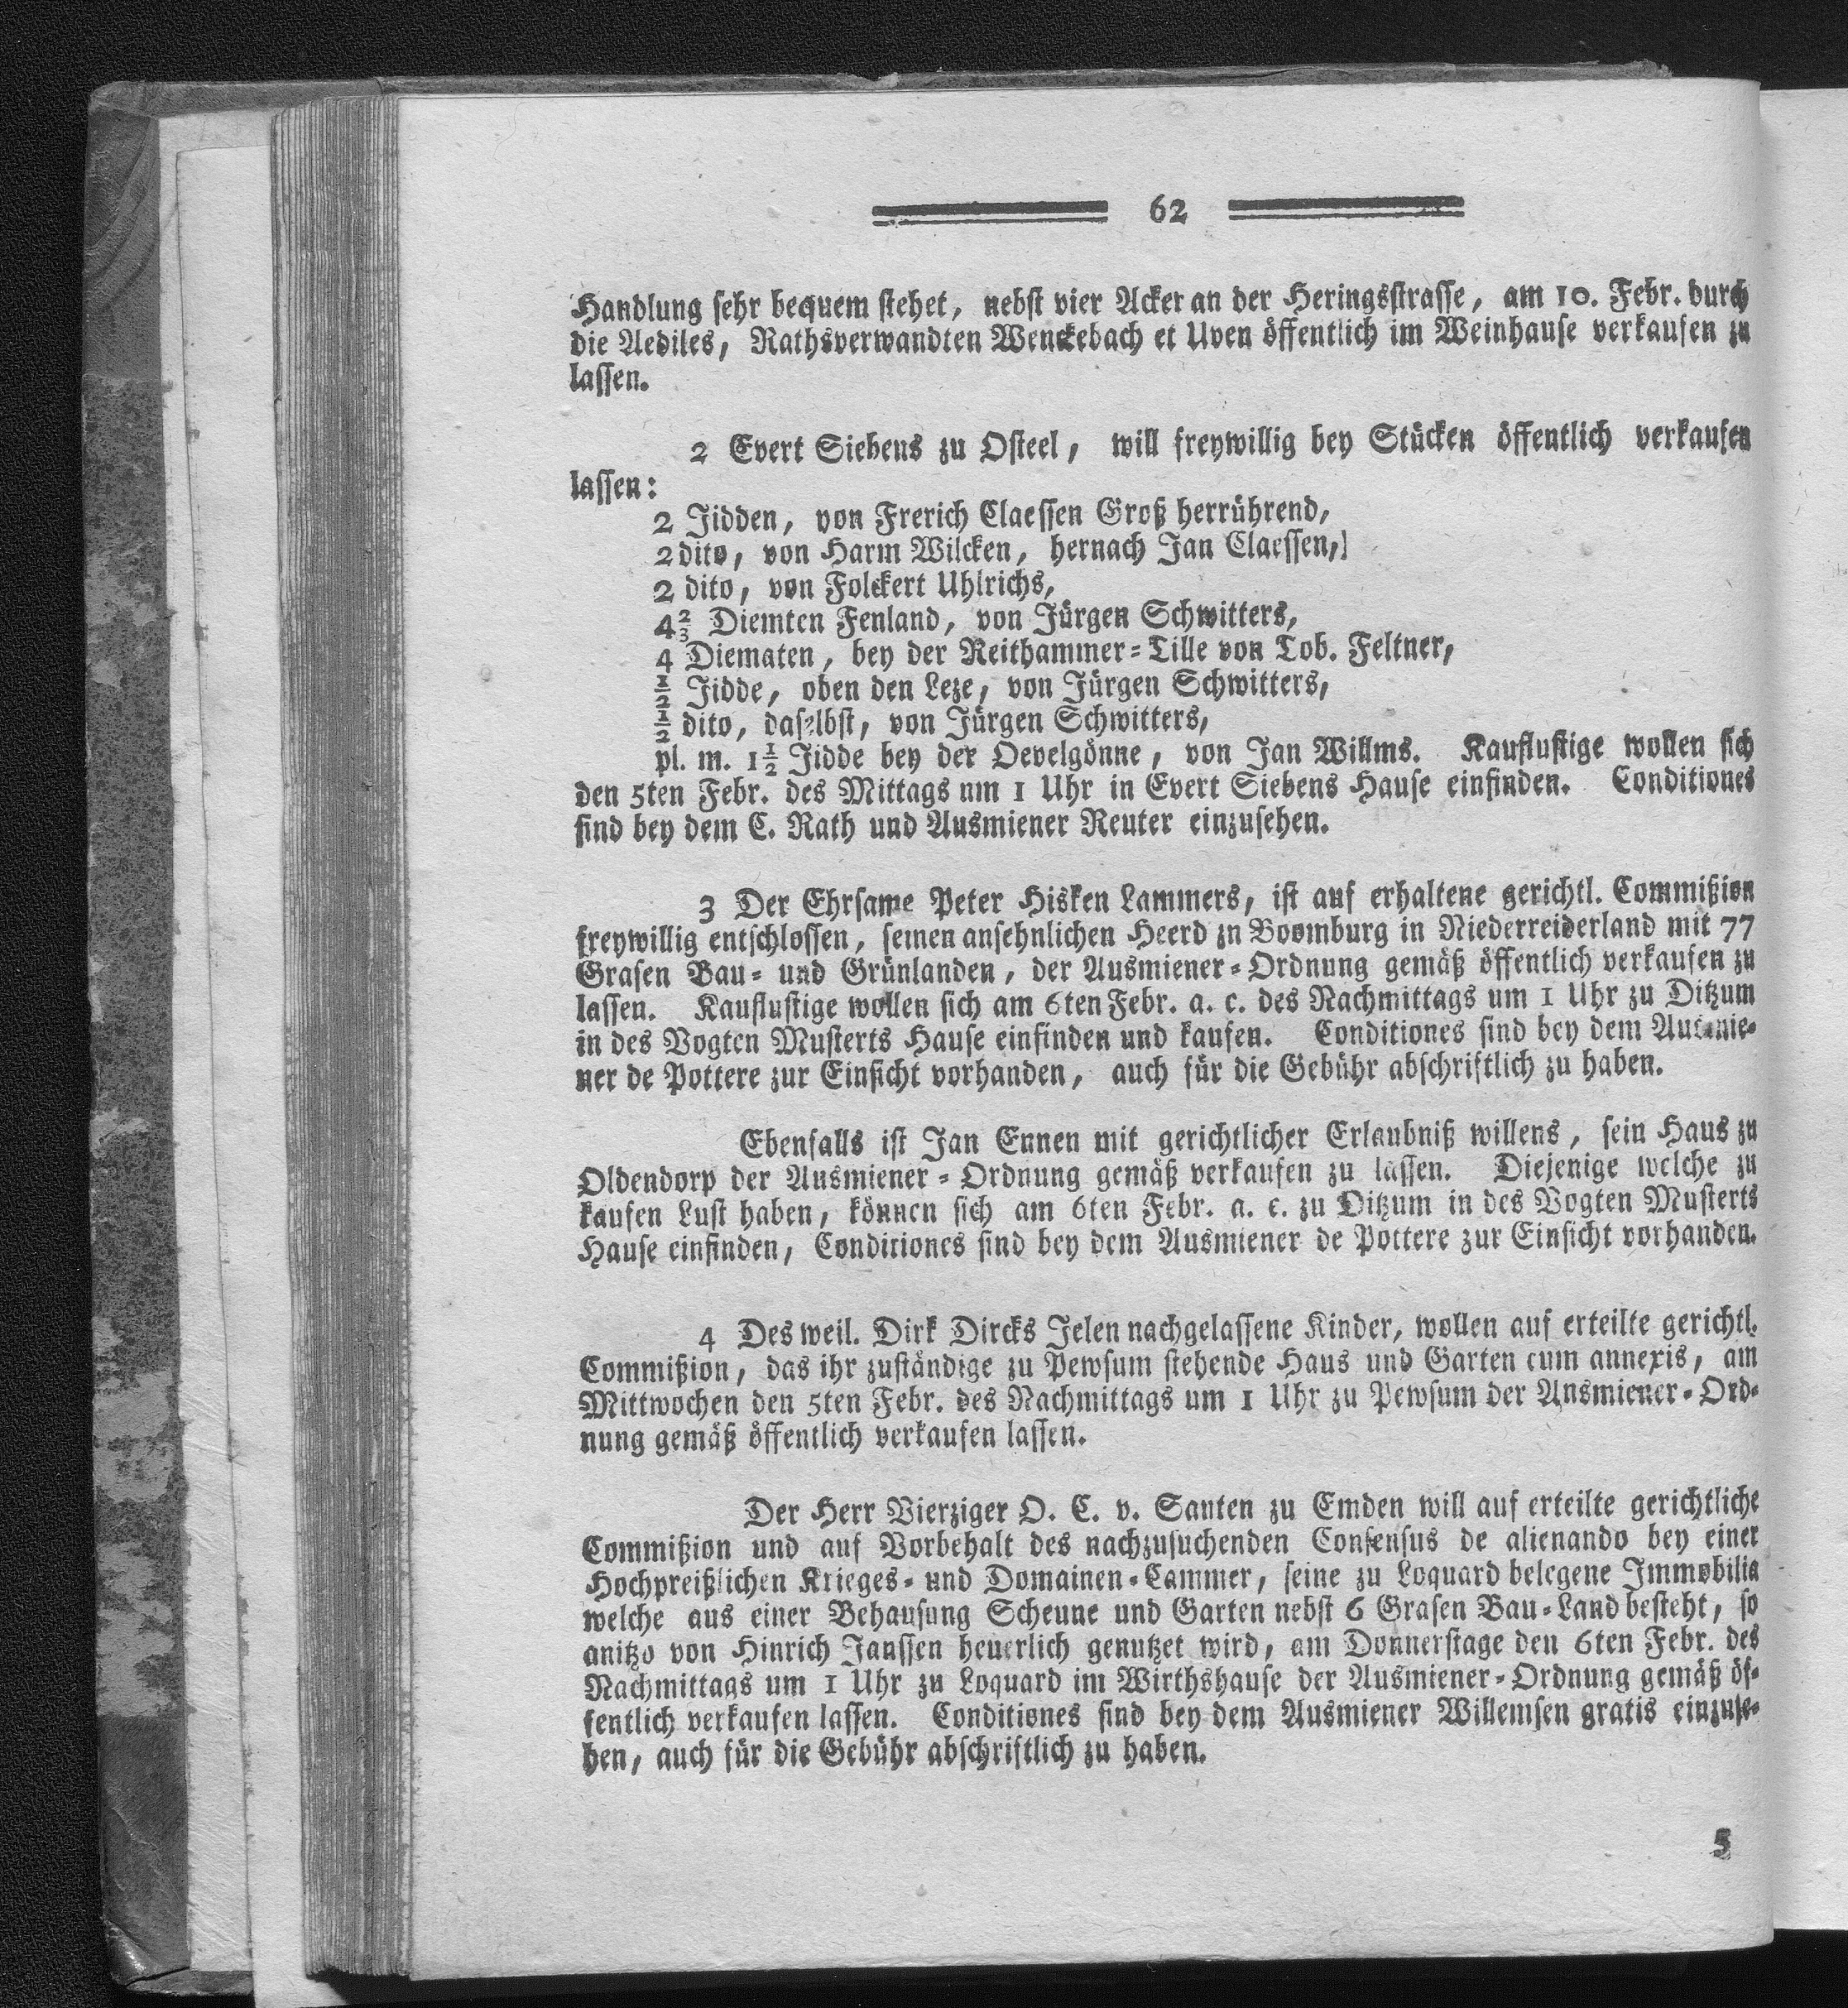 62
Handlung sehr bequem stehet, nebst vier Acker an der Heringsstrasse, am 10. Febr. durch
die Aediles, Rathsverwandten Wenckebach et Uven öffentlich im Weinhause verkaufen zu
lassen.
2 Evert Siebens zu Osteel, will freywillig bey Stücken öffentlich verkaufen
lassen:
2 Jidden, von Frerich Claessen Groß herrührend,
2 dito, von Harm Wilcken, hernach Jan Claessen,
2 dito, von Folckert Uhlrichs,
4⅔ Diemten Fenland, von Jürgen Schwitters,
4 Diematen, bey der Reithammer-Tille von Tob. Feltner,
½ Jidde, oben den Leze, von Jürgen Schwitters,
½ dito, daselbst, von Jürgen Schwitters,
pl. m. 1½ Jidde bey der Oevelgönne, von Jan Willms. Kauflustige wollen sich
den 5ten Febr. des Mittags um 1 Uhr in Evert Siebens Hause einfinden. Conditiones
sind bey dem C. Rath und Ausmiener Reuter einzusehen.
3 Der Ehrsame Peter Hisken Lammers, ist auf erhaltene gerichtl. Commißion
freywillig entschlossen, seinen ansehnlichen Heerd zu Boomburg in Niederreiderland mit 77
Grasen Bau- und Grünlanden, der Ausmiener-Ordnung gemäß öffentlich verkaufen zu
lassen. Kauflustige wollen sich am 6ten Febr. a. c. des Nachmittags um 1 Uhr zu Ditzum
in des Vogten Musterts Hause einfinden und kaufen. Conditiones sind bey dem Ausmie-
ner de Pottere zur Einsicht vorhanden, auch für die Gebühr abschriftlich zu haben.
Ebenfalls ist Jan Ennen mit gerichtlicher Erlaubniß willens, sein Haus zu
Oldendorp der Ausmiener-Ordnung gemäß verkaufen zu lassen. Diejenige welche zu
kaufen Lust haben, können sich am 6ten Febr. a. c. zu Ditzum in des Vogten Musterts
Hause einfinden, Conditiones sind bey dem Ausmiener de Pottere zur Einsicht vorhanden.
4 Des weil. Dirk Dircks Jelen nachgelassene Kinder, wollen auf erteilte gerichtl.
Commißion, das ihr zuständige zu Pewsum stehende Haus und Garten cum annexis, am
Mittwochen den 5ten Febr. des Nachmittags um 1 Uhr zu Pewsum der Ausmiener-Ord-
nung gemäß öffentlich verkaufen lassen.
Der Herr Vierziger O. C. v. Santen zu Emden will auf erteilte gerichtliche
Commißion und auf Vorbehalt des nachzusuchenden Consensus de alienando bey einer
Hochpreißlichen Krieges- und Domainen-Cammer, seine zu Loquard belegene Immobilia
welche aus einer Behausung Scheune und Garten nebst 6 Grasen Bau-Land besteht, so
anitzo von Hinrich Janssen heuerlich genutzet wird, am Donnerstage den 6ten Febr. des
Nachmittags um 1 Uhr zu Loquard im Wirthshause der Ausmiener-Ordnung gemäß öf-
fentlich verkaufen lassen. Conditiones sind bey dem Ausmiener Willemsen gratis einzuse-
hen, auch für die Gebühr abschriftlich zu haben.
5